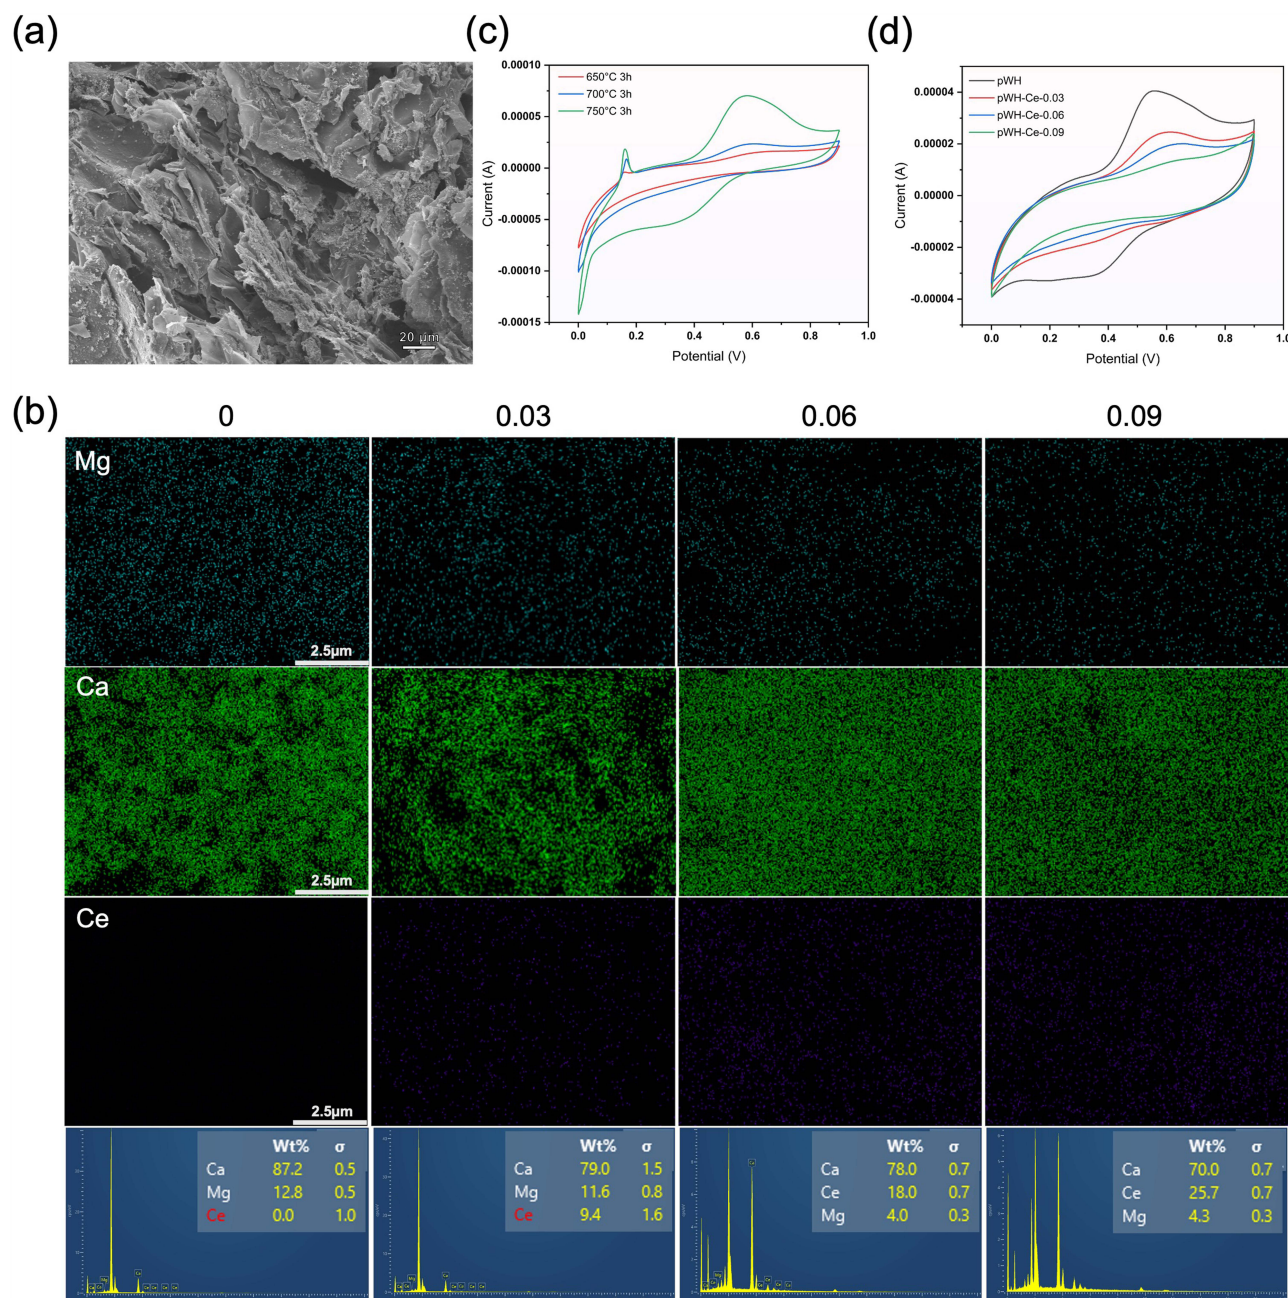 (a)
20 μm
(c)
0.00010
0.00005
0.00000
-0.00005
-0.00010
-0.00015
Current (A)
650°C 3h
700°C 3h
750°C 3h
0.0 0.2 0.4 0.6 0.8 1.0
Potential (V)
(d)
0.00004
0.00002
0.00000
-0.00002
-0.00004
Current (A)
pWH
pWH-Ce-0.03
pWH-Ce-0.06
pWH-Ce-0.09
0.0 0.2 0.4 0.6 0.8 1.0
Potential (V)
(b)
0 0.03 0.06 0.09
Mg
2.5μm
Ca
2.5μm
Ce
2.5μm
Wt% σ
Ca 87.2 0.5
Mg 12.8 0.5
Ce 0.0 1.0
Wt% σ
Ca 79.0 1.5
Mg 11.6 0.8
Ce 9.4 1.6
Wt% σ
Ca 78.0 0.7
Ce 18.0 0.7
Mg 4.0 0.3
Wt% σ
Ca 70.0 0.7
Ce 25.7 0.7
Mg 4.3 0.3